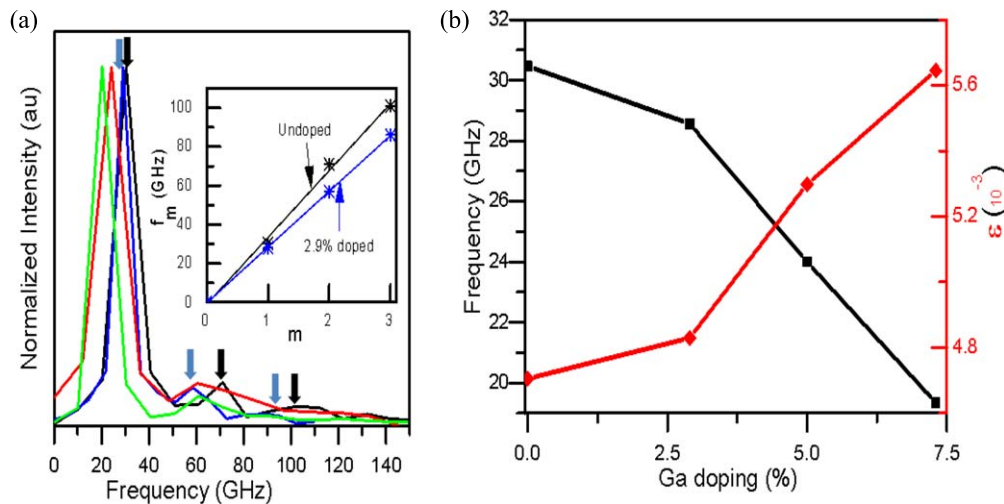 (a)
Normalized Intensity (au)
f_m (GHz)
100
80
60
40
20
0
Undoped
2.9% doped
0 1 2 3
m
0 20 40 60 80 100 120 140
Frequency (GHz)
(b)
Frequency (GHz)
32
30
28
26
24
22
20
0.0 2.5 5.0 7.5
Ga doping (%)
5.6
5.2
4.8
ε (10⁻³)